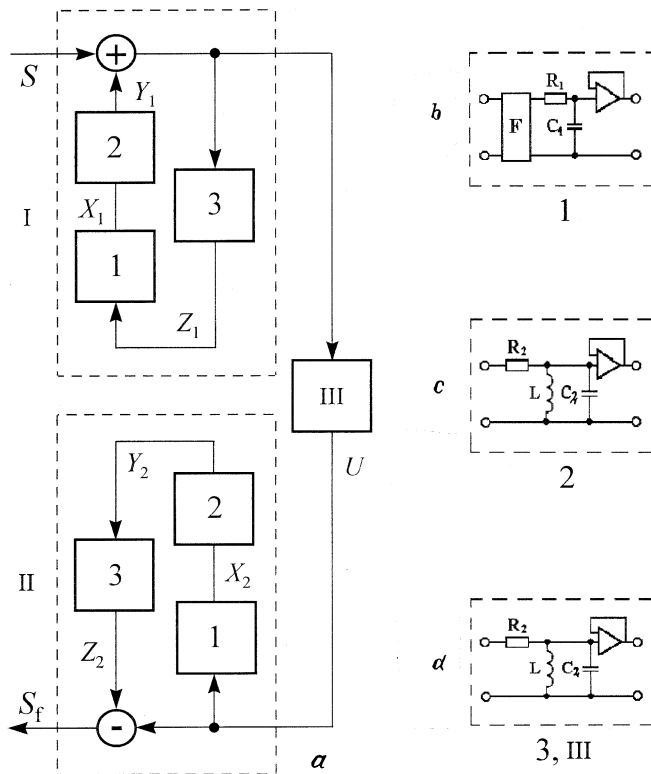 S
+
Y₁
2
X₁
3
I
1
Z₁
III
U
Y₂
2
3
X₂
II
1
Z₂
S_f
-
a
b
F
R₁
C₁
1
c
R₂
L
C₂
2
d
R₂
L
C₂
3, III